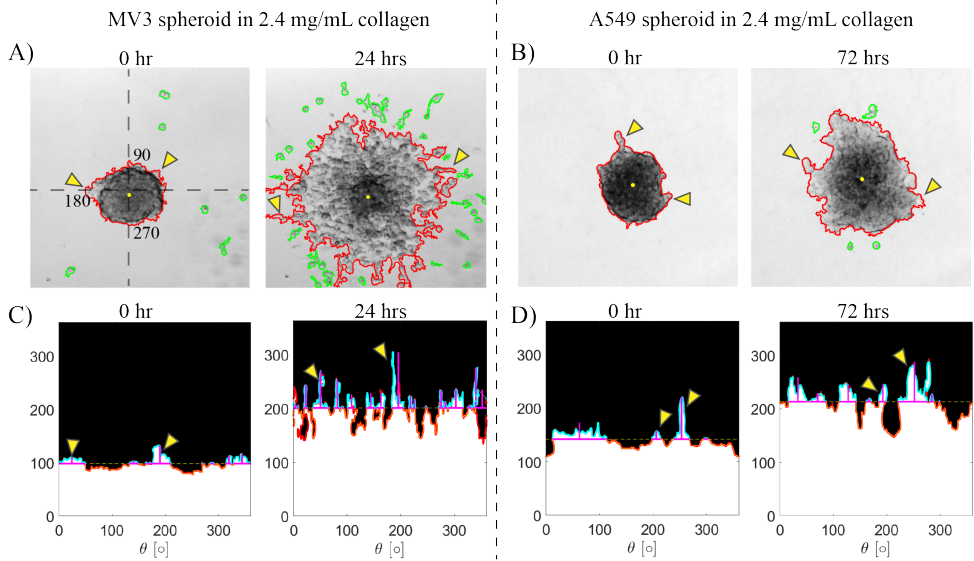 MV3 spheroid in 2.4 mg/mL collagen
A549 spheroid in 2.4 mg/mL collagen
A)
0 hr
24 hrs
B)
0 hr
72 hrs
90
180
270
C)
0 hr
24 hrs
D)
0 hr
72 hrs
300
200
100
0
0 100 200 300
θ [○]
300
200
100
0
0 100 200 300
θ [○]
300
200
100
0
0 100 200 300
θ [○]
300
200
100
0
0 100 200 300
θ [○]